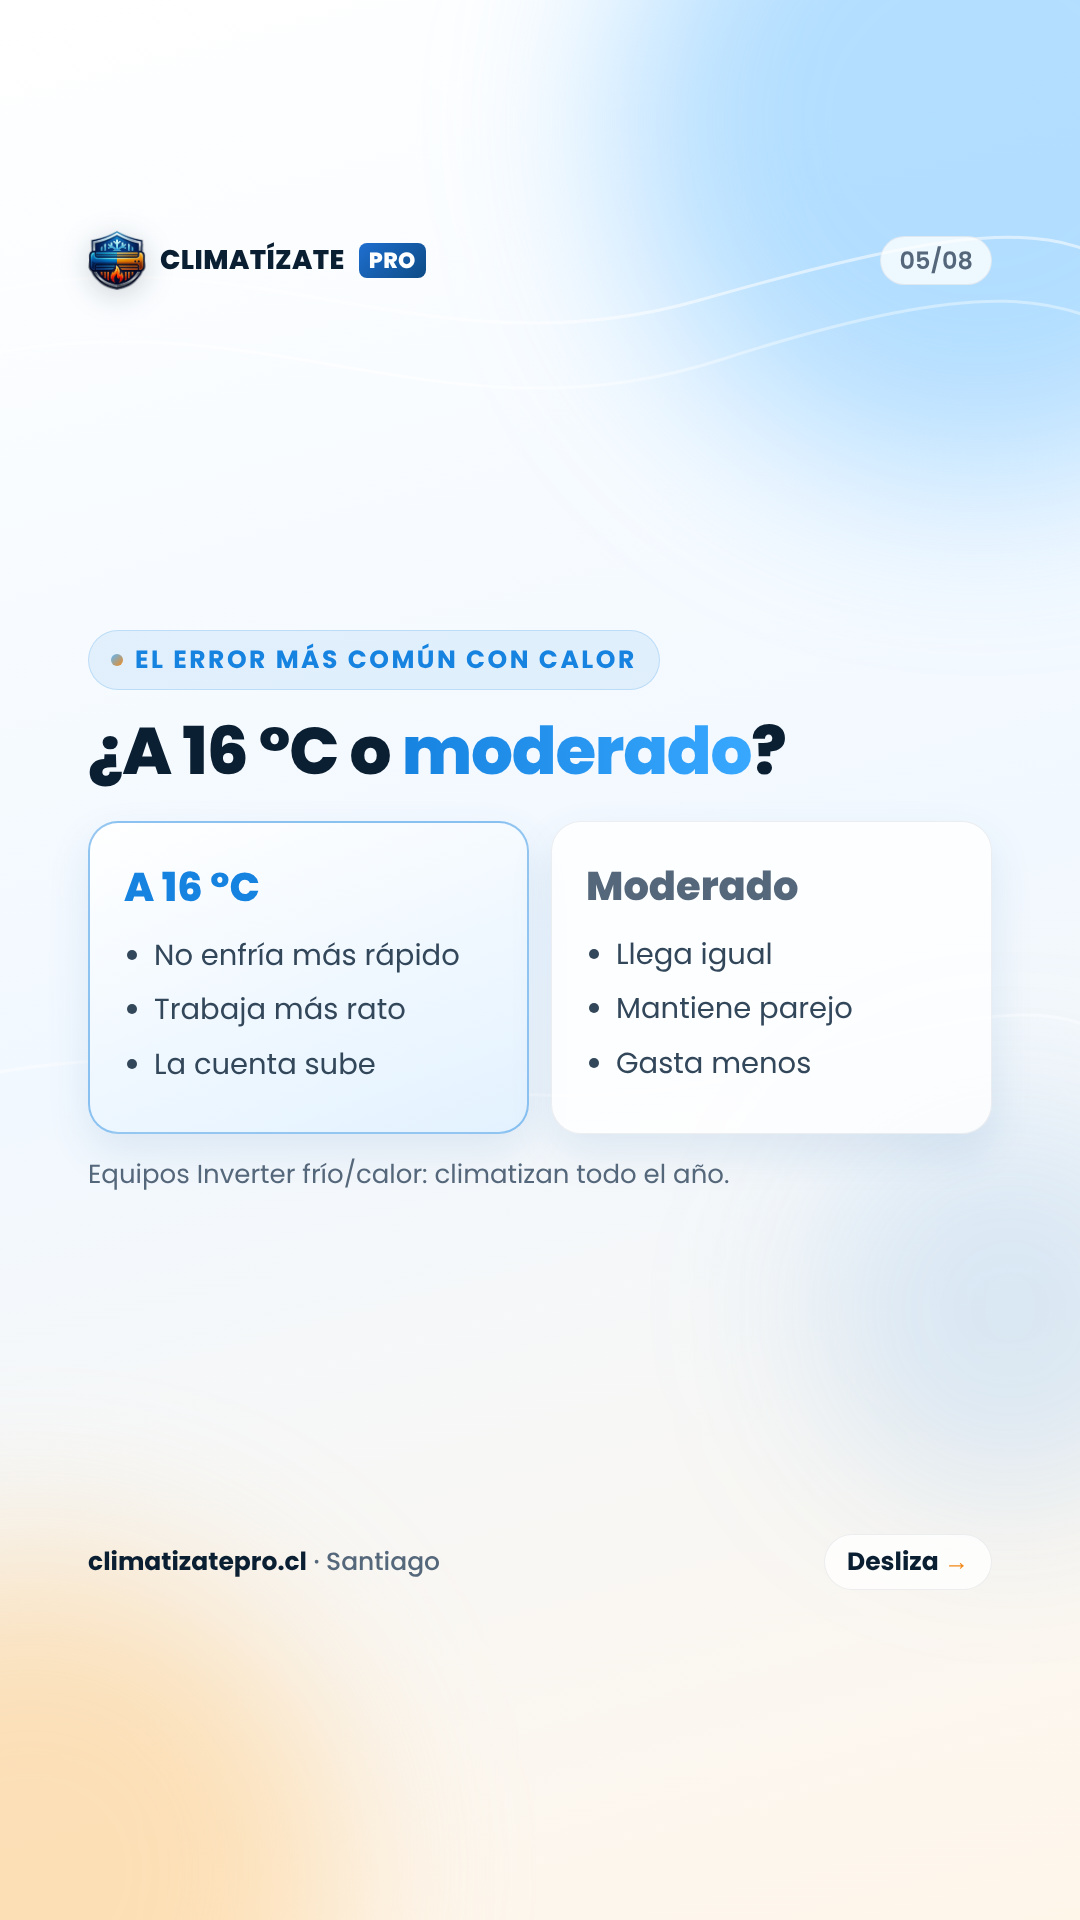 CLIMATÍZATE PRO
05/08
EL ERROR MÁS COMÚN CON CALOR
¿A 16 °C o moderado?
A 16 °C
• No enfría más rápido
• Trabaja más rato
• La cuenta sube
Moderado
• Llega igual
• Mantiene parejo
• Gasta menos
Equipos Inverter frío/calor: climatizan todo el año.
climatizatepro.cl · Santiago
Desliza →